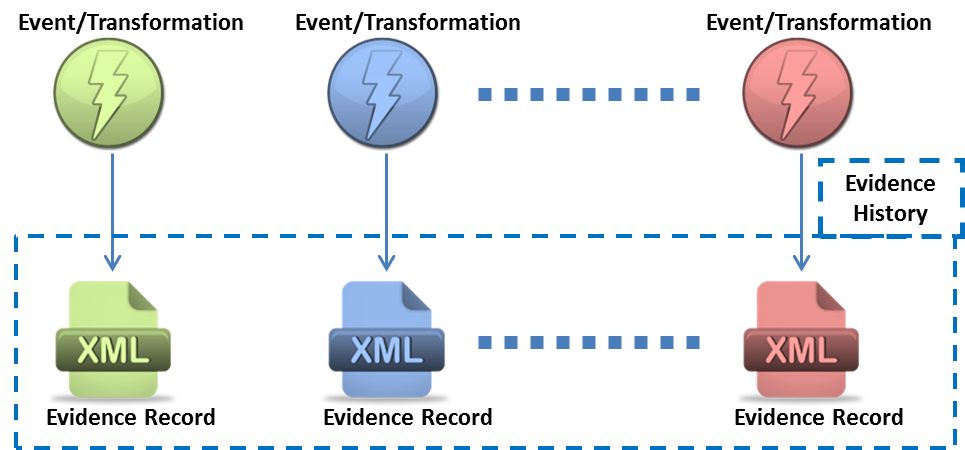 Event/Transformation
Event/Transformation
Event/Transformation
Evidence
History
XML
XML
XML
Evidence Record
Evidence Record
Evidence Record